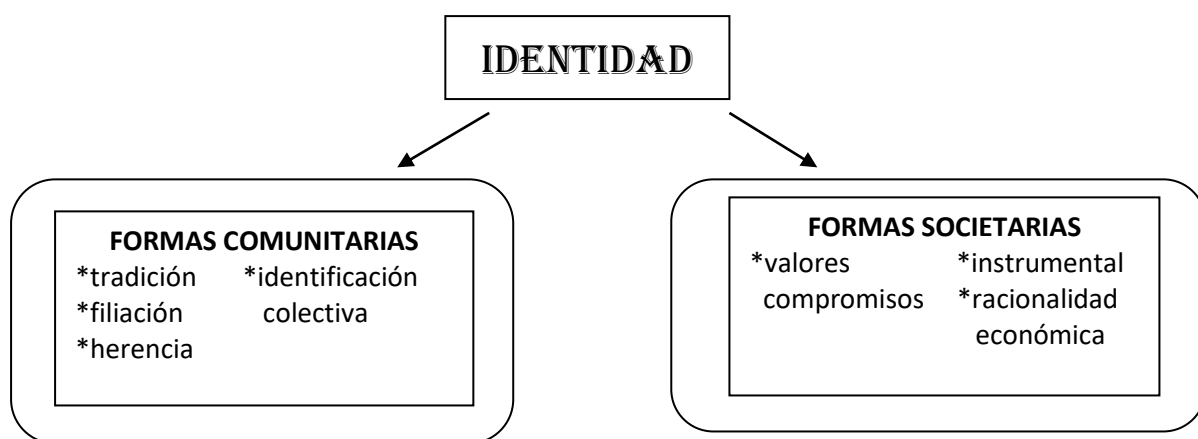 IDENTIDAD
FORMAS COMUNITARIAS
*tradición *identificación
*filiación colectiva
*herencia
FORMAS SOCIETARIAS
*valores *instrumental
compromisos *racionalidad
económica